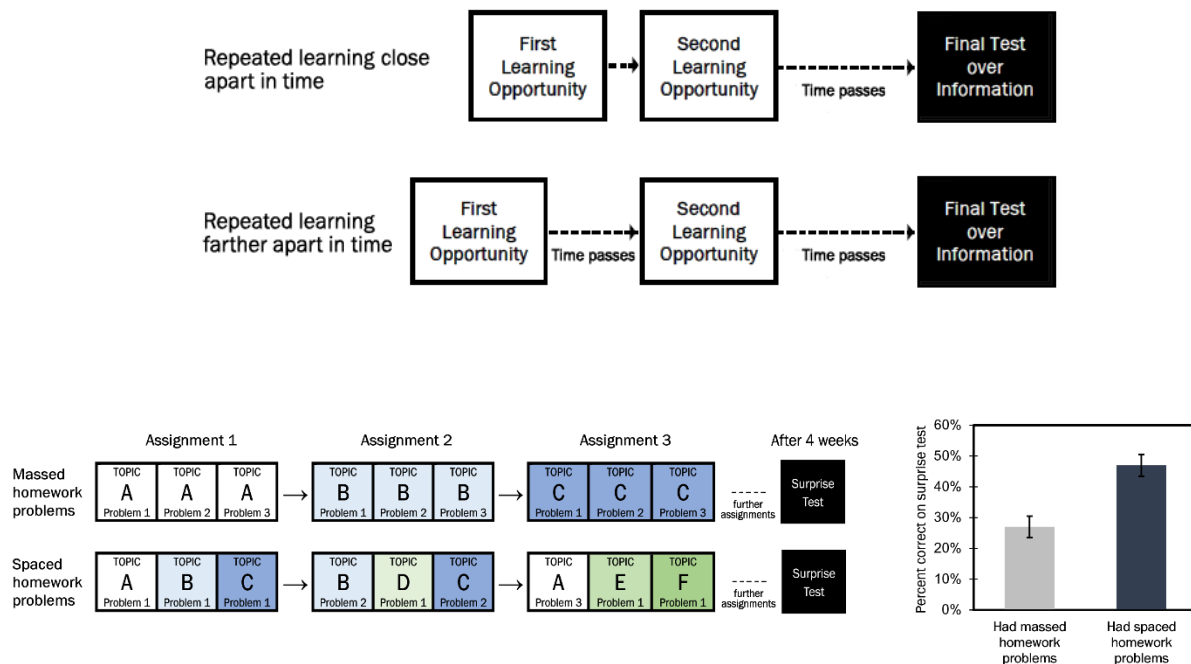 Repeated learning close
apart in time
First
Learning
Opportunity
Second
Learning
Opportunity
Time passes
Final Test
over
Information
Repeated learning
farther apart in time
First
Learning
Opportunity
Time passes
Second
Learning
Opportunity
Time passes
Final Test
over
Information
Assignment 1
Assignment 2
Assignment 3
After 4 weeks
Massed
homework
problems
TOPIC TOPIC TOPIC
A A A
Problem 1 Problem 2 Problem 3
TOPIC TOPIC TOPIC
B B B
Problem 1 Problem 2 Problem 3
TOPIC TOPIC TOPIC
C C C
Problem 1 Problem 2 Problem 3
further
assignments
Surprise
Test
Spaced
homework
problems
TOPIC TOPIC TOPIC
A B C
Problem 1 Problem 1 Problem 1
TOPIC TOPIC TOPIC
B D C
Problem 2 Problem 1 Problem 2
TOPIC TOPIC TOPIC
A E F
Problem 3 Problem 1 Problem 1
further
assignments
Surprise
Test
Percent correct on surprise test
60%
50%
40%
30%
20%
10%
0%
Had massed
homework
problems
Had spaced
homework
problems